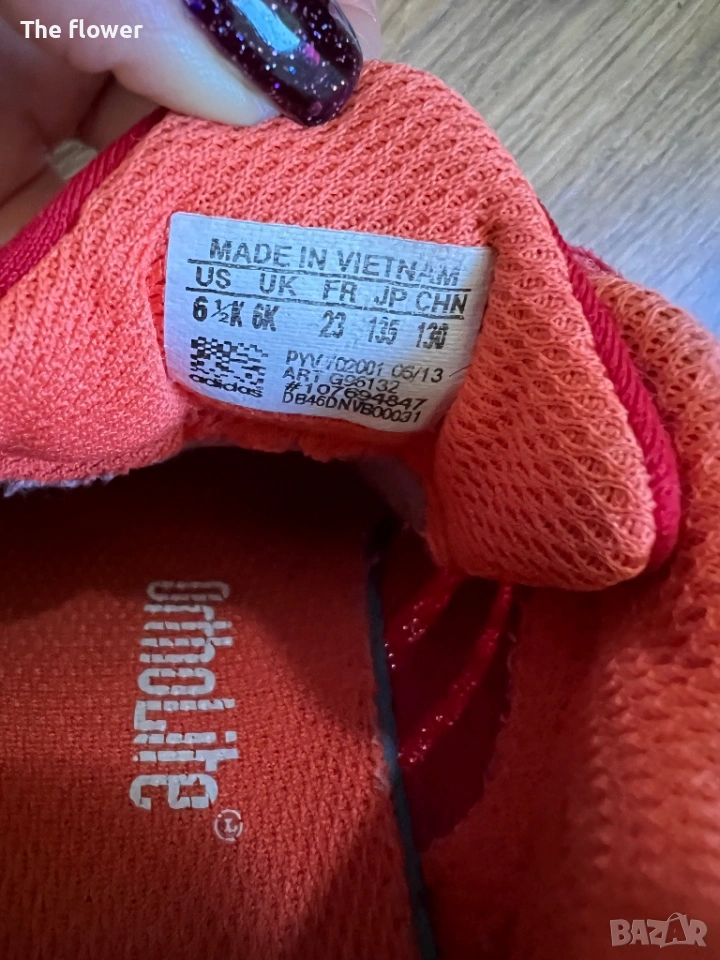 The flower
MADE IN VIETNAM
US UK FR JP CHN
6 ½K 6K 23 135 130
PYV 702001 05/13
ART G96132
#107694847
adidas DB46DNVB00031
OrthoLite
BAZAR